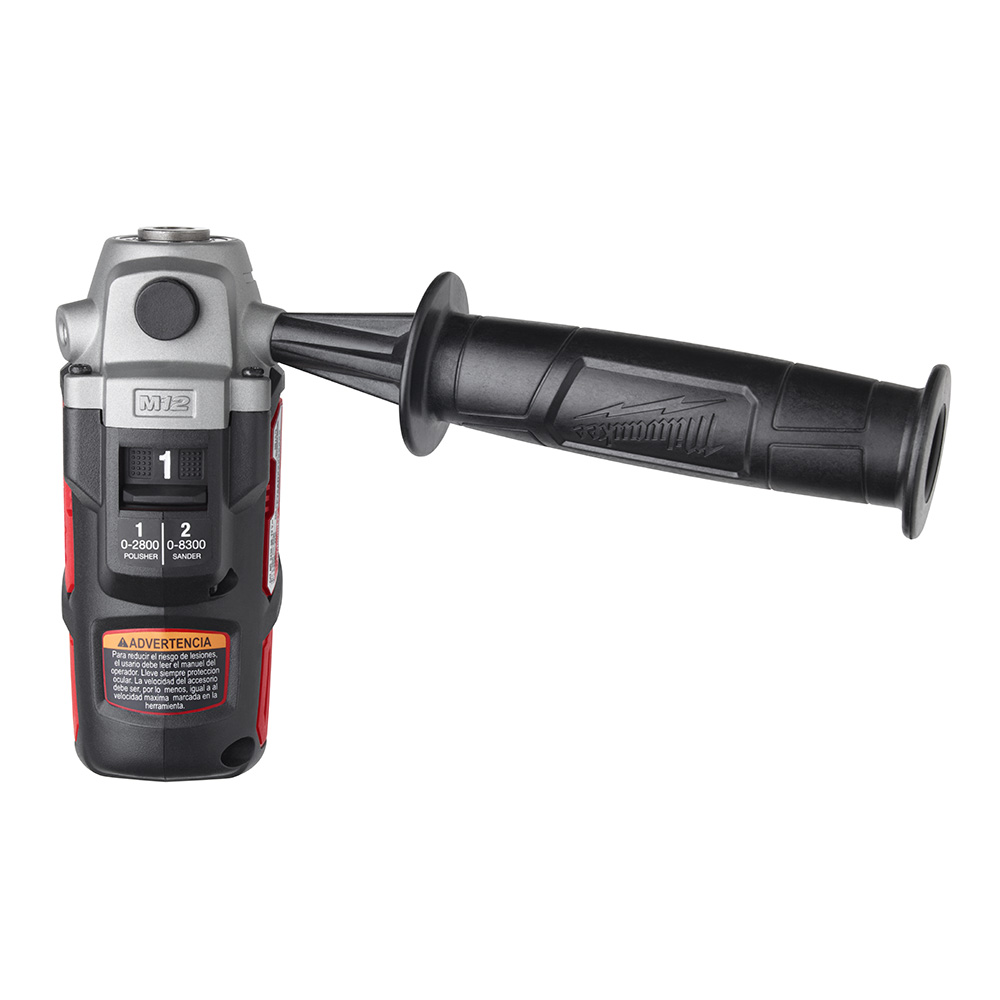 M12
1
1 2
0-2800 0-8300
POLISHER SANDER
ADVERTENCIA
Para reducir el riesgo de lesiones,
el usario debe leer el manuel del
operador. Lleve siempre protección
ocular. La velocidad del accesorio
debe ser, por lo menos, igual a al
velocidad maxima marcada en la
herramienta.
Milwaukee